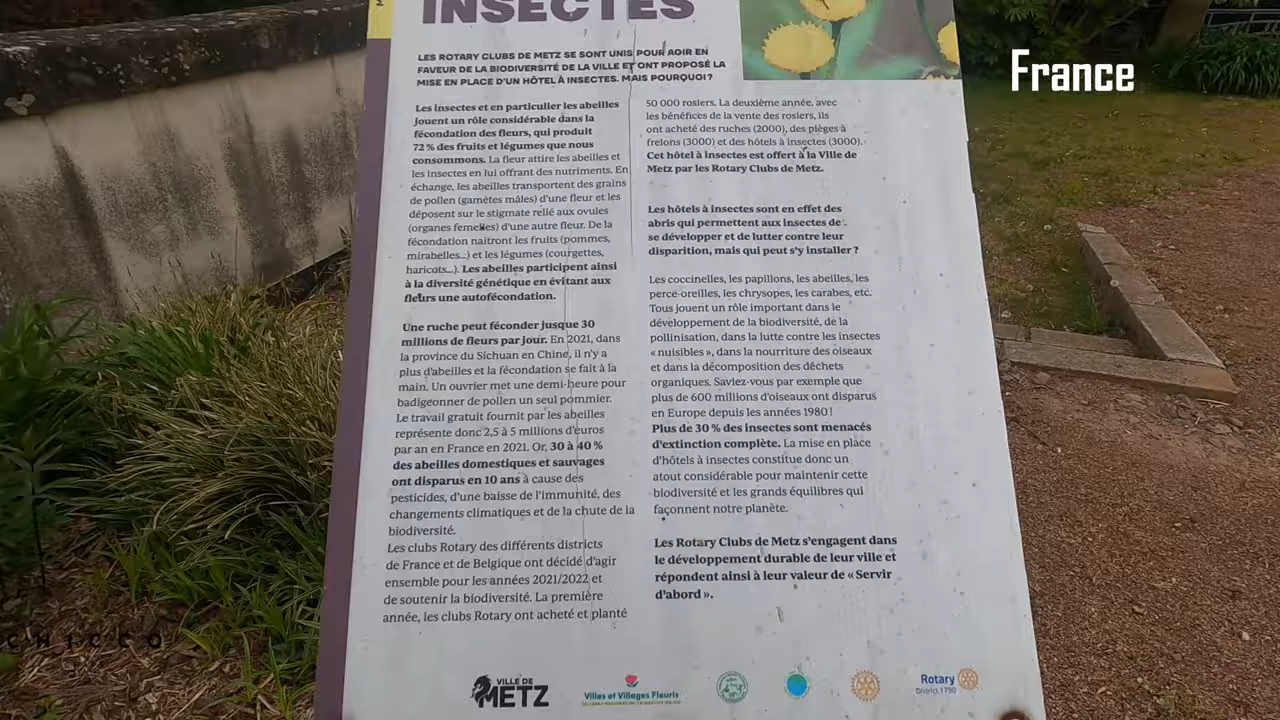 INSECTES
France
LES ROTARY CLUBS DE METZ SE SONT UNIS POUR AGIR EN
FAVEUR DE LA BIODIVERSITÉ DE LA VILLE ET ONT PROPOSÉ LA
MISE EN PLACE D'UN HÔTEL À INSECTES. MAIS POURQUOI ?
Les insectes et en particulier les abeilles
jouent un rôle considérable dans la
fécondation des fleurs, qui produit
72 % des fruits et légumes que nous
consommons. La fleur attire les abeilles et
les insectes en lui offrant des nutriments. En
échange, les abeilles transportent des grains
de pollen (gamètes mâles) d'une fleur et les
déposent sur le stigmate relié aux ovules
(organes femelles) d'une autre fleur. De la
fécondation naitront les fruits (pommes,
mirabelles...) et les légumes (courgettes,
haricots...). Les abeilles participent ainsi
à la diversité génétique en évitant aux
fleurs une autofécondation.
Une ruche peut féconder jusque 30
millions de fleurs par jour. En 2021, dans
la province du Sichuan en Chine, il n'y a
plus d'abeilles et la fécondation se fait à la
main. Un ouvrier met une demi-heure pour
badigeonner de pollen un seul pommier.
Le travail gratuit fournit par les abeilles
représente donc 2,5 à 5 millions d'euros
par an en France en 2021. Or, 30 à 40 %
des abeilles domestiques et sauvages
ont disparus en 10 ans à cause des
pesticides, d'une baisse de l'immunité, des
changements climatiques et de la chute de la
biodiversité.
Les clubs Rotary des différents districts
de France et de Belgique ont décidé d'agir
ensemble pour les années 2021/2022 et
de soutenir la biodiversité. La première
année, les clubs Rotary ont acheté et planté
50 000 rosiers. La deuxième année, avec
les bénéfices de la vente des rosiers, ils
ont acheté des ruches (2000), des pièges à
frelons (3000) et des hôtels à insectes (3000).
Cet hôtel à insectes est offert à la Ville de
Metz par les Rotary Clubs de Metz.
Les hôtels à insectes sont en effet des
abris qui permettent aux insectes de
se développer et de lutter contre leur
disparition, mais qui peut s'y installer ?
Les coccinelles, les papillons, les abeilles, les
perce-oreilles, les chrysopes, les carabes, etc.
Tous jouent un rôle important dans le
développement de la biodiversité, de la
pollinisation, dans la lutte contre les insectes
« nuisibles », dans la nourriture des oiseaux
et dans la décomposition des déchets
organiques. Saviez-vous par exemple que
plus de 600 millions d'oiseaux ont disparus
en Europe depuis les années 1980 !
Plus de 30 % des insectes sont menacés
d'extinction complète. La mise en place
d'hôtels à insectes constitue donc un
atout considérable pour maintenir cette
biodiversité et les grands équilibres qui
façonnent notre planète.
Les Rotary Clubs de Metz s'engagent dans
le développement durable de leur ville et
répondent ainsi à leur valeur de « Servir
d'abord ».
CHICCO
VILLE DE
METZ
Villes et Villages Fleuris
Rotary
District 1790